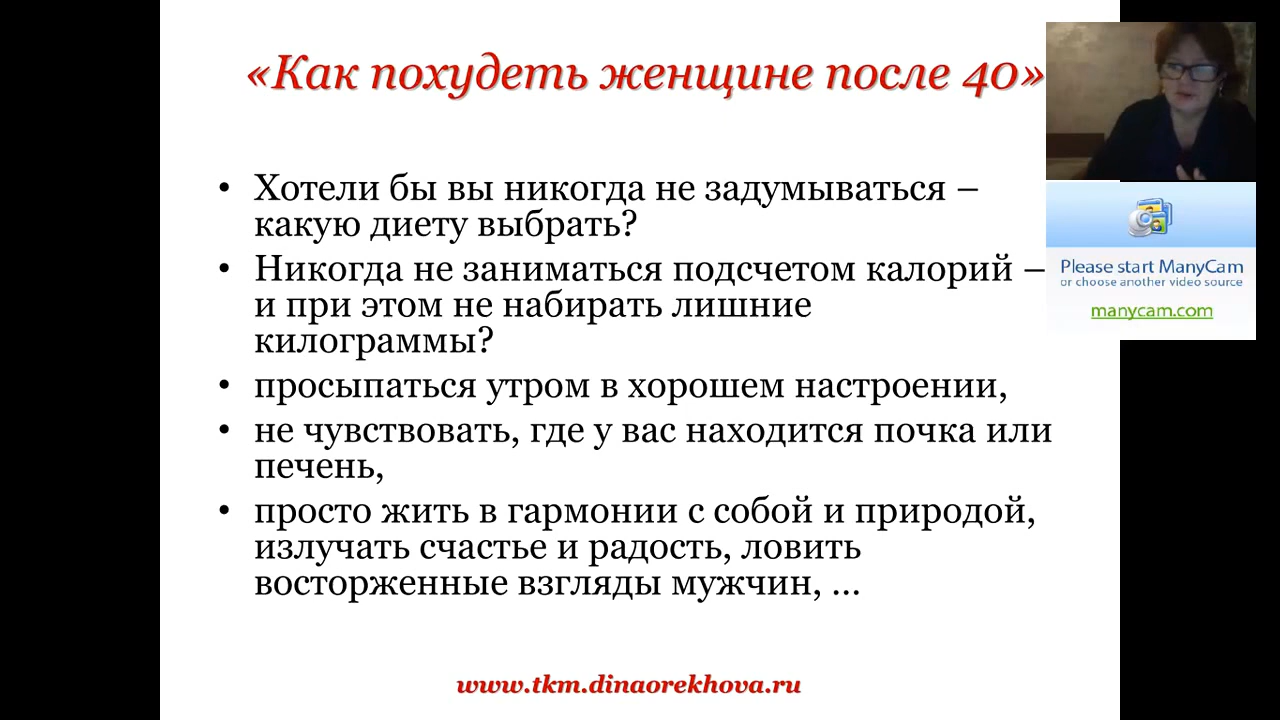 «Как похудеть женщине после 40»
• Хотели бы вы никогда не задумываться –
какую диету выбрать?
• Никогда не заниматься подсчетом калорий –
и при этом не набирать лишние
килограммы?
• просыпаться утром в хорошем настроении,
• не чувствовать, где у вас находится почка или
печень,
• просто жить в гармонии с собой и природой,
излучать счастье и радость, ловить
восторженные взгляды мужчин, ...
www.tkm.dinaorekhova.ru
Please start ManyCam
or choose another video source
manycam.com